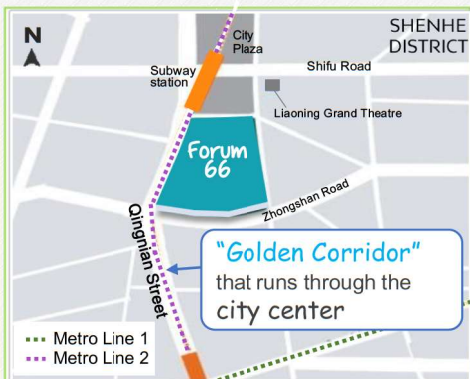 N
City
Plaza
SHENHE
DISTRICT
Subway
station
Shifu Road
Liaoning Grand Theatre
Forum
66
Zhongshan Road
Qingnian Street
“Golden Corridor”
that runs through the
city center
Metro Line 1
Metro Line 2